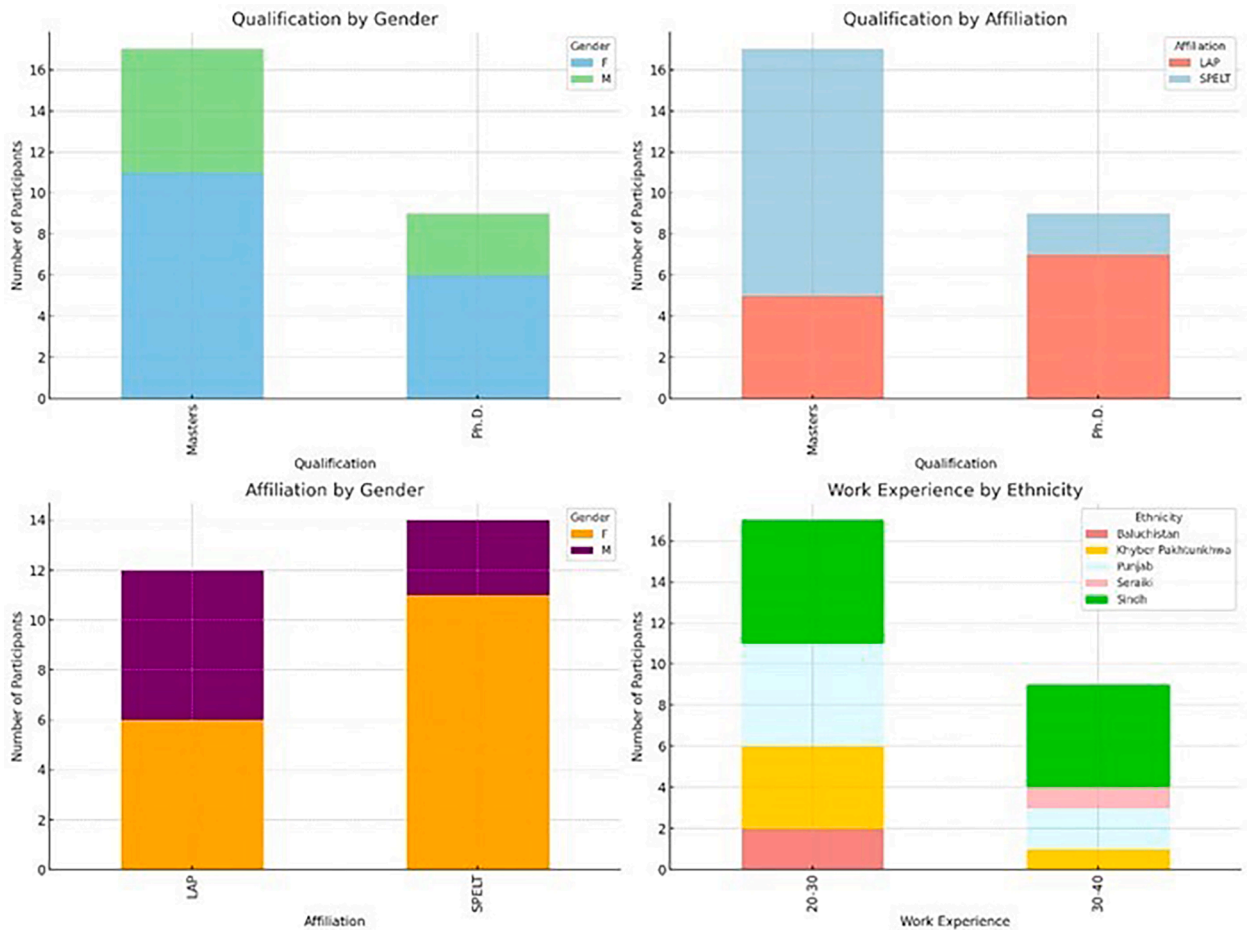 Qualification by Gender
Gender
F
M
16
14
12
10
8
6
4
2
0
Number of Participants
Masters
Ph.D.
Qualification
Qualification by Affiliation
Affiliation
LAP
SPELT
16
14
12
10
8
6
4
2
0
Number of Participants
Masters
Ph.D.
Qualification
Affiliation by Gender
Gender
F
M
14
12
10
8
6
4
2
0
Number of Participants
LAP
SPELT
Affiliation
Work Experience by Ethnicity
Ethnicity
Baluchistan
Khyber Pakhtunkhwa
Punjab
Seraiki
Sindh
16
14
12
10
8
6
4
2
0
Number of Participants
20-30
30-40
Work Experience